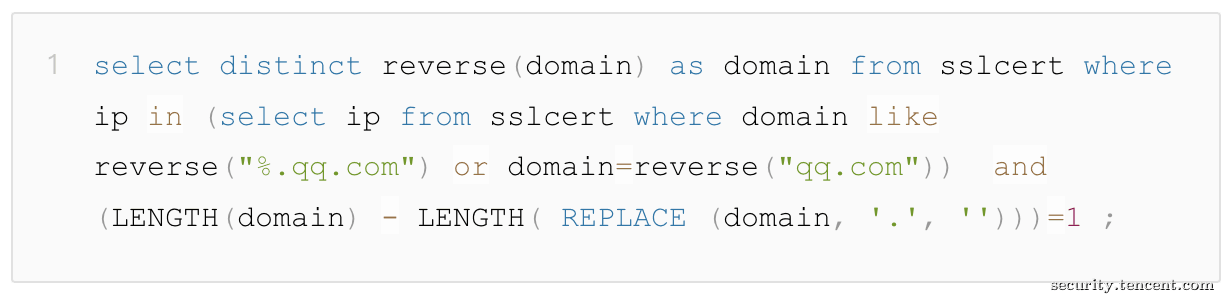 1 select distinct reverse(domain) as domain from sslcert where
ip in (select ip from sslcert where domain like
reverse("%.qq.com") or domain=reverse("qq.com"))  and
(LENGTH(domain) - LENGTH( REPLACE (domain, '.', '')))=1 ;
security.tencent.com